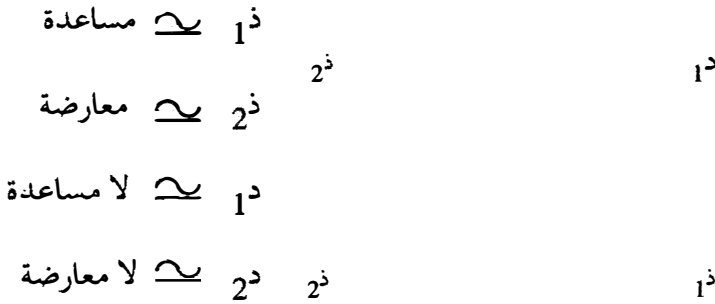 ذ1 ≃ مساعدة
د1 ذ2
ذ2 ≃ معارضة
د1 ≃ لا مساعدة
ذ1 ذ2
د2 ≃ لا معارضة